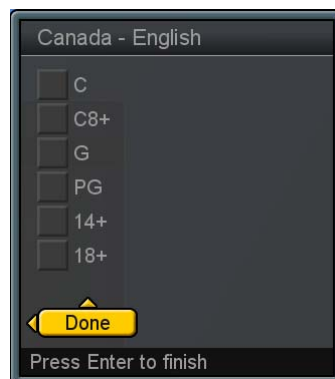 Canada - English
C
C8+
G
PG
14+
18+
Done
Press Enter to finish